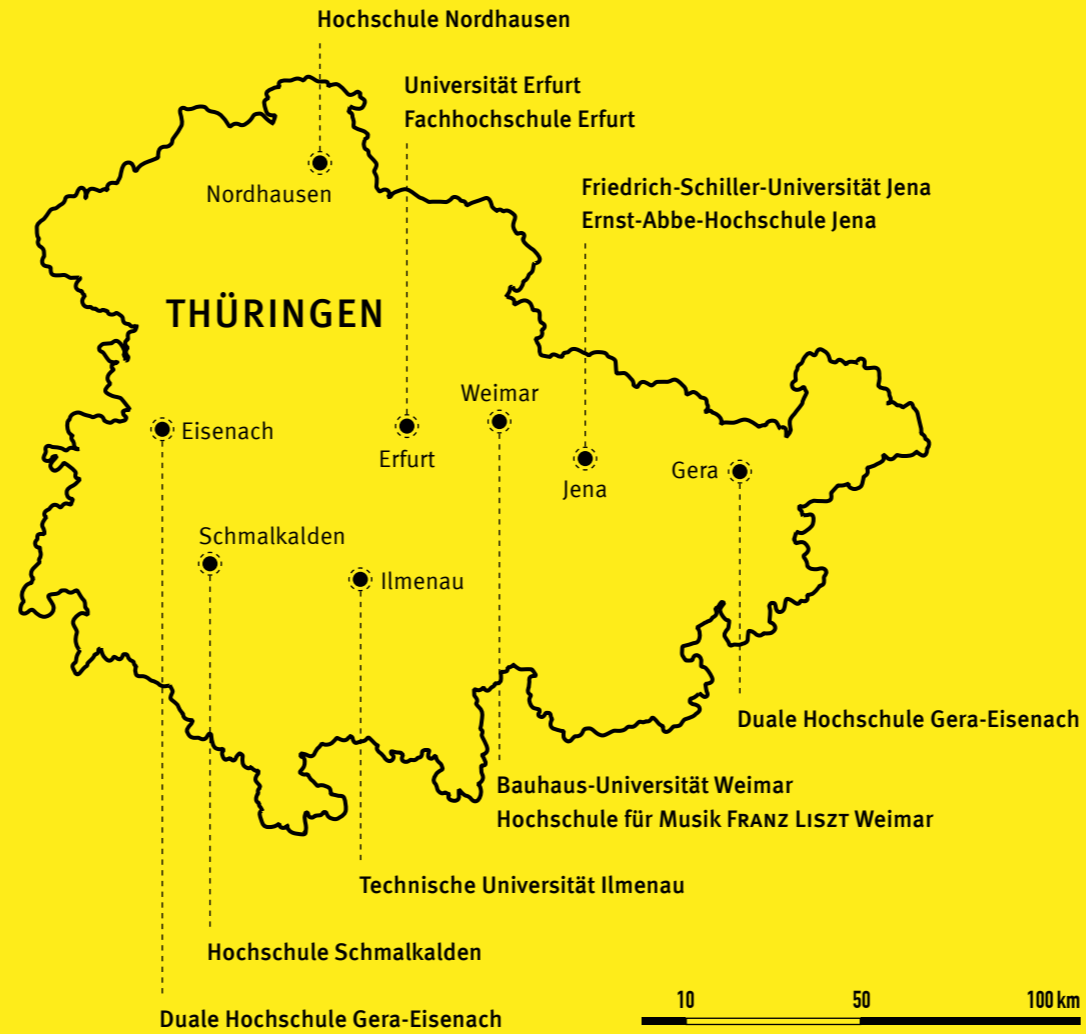 Hochschule Nordhausen
Universität Erfurt
Fachhochschule Erfurt
Friedrich-Schiller-Universität Jena
Ernst-Abbe-Hochschule Jena
Nordhausen
THÜRINGEN
Weimar
Eisenach
Erfurt
Jena
Gera
Schmalkalden
Ilmenau
Duale Hochschule Gera-Eisenach
Bauhaus-Universität Weimar
Hochschule für Musik FRANZ LISZT Weimar
Technische Universität Ilmenau
Hochschule Schmalkalden
Duale Hochschule Gera-Eisenach
10 50 100 km